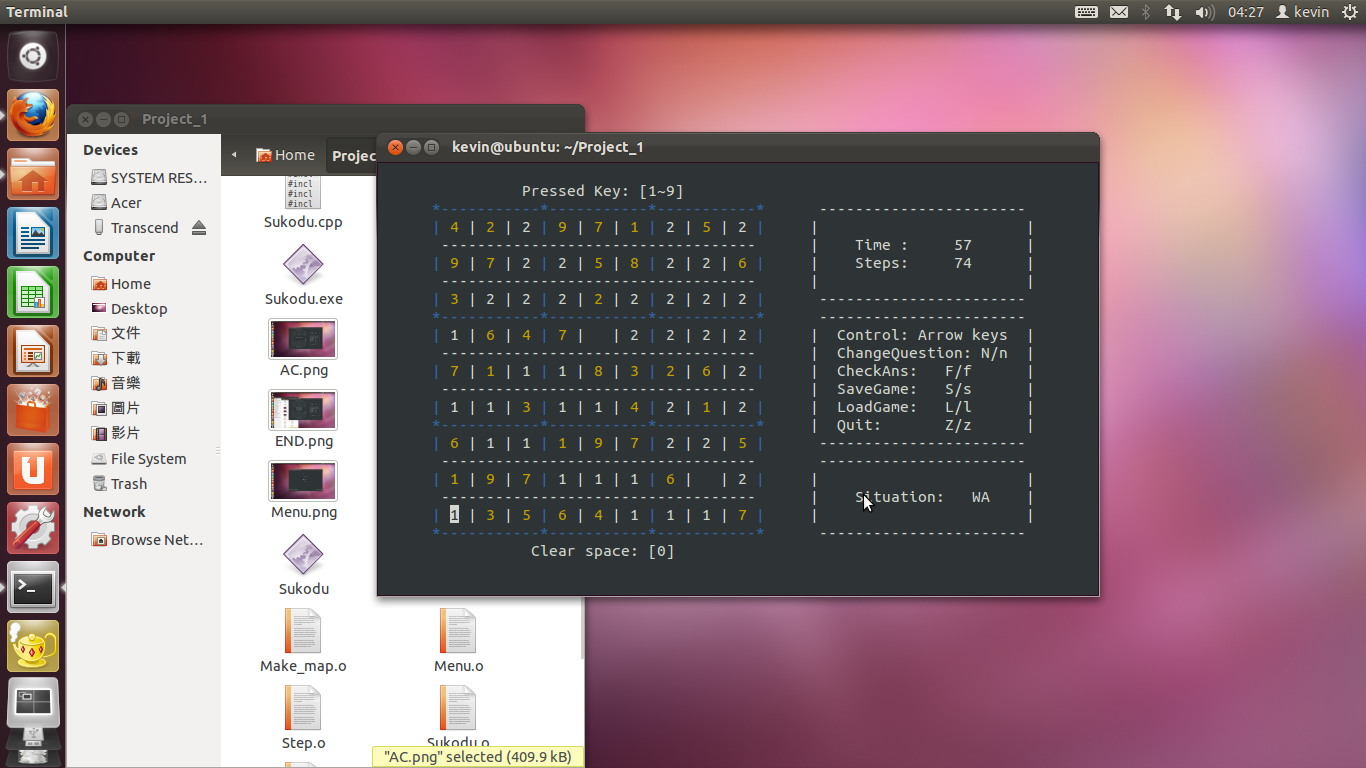 Terminal
04:27
kevin
Project_1
Devices
SYSTEM RES...
Acer
Transcend
Computer
Home
Desktop
文件
下載
音樂
圖片
影片
File System
Trash
Network
Browse Net...
Home
Projec
#incl
#incl
#incl
Sukodu.cpp
Sukodu.exe
AC.png
END.png
Menu.png
Sukodu
Make_map.o
Menu.o
Step.o
Sukodu.o
"AC.png" selected (409.9 kB)
kevin@ubuntu: ~/Project_1
Pressed Key: [1~9]
*-----------*-----------*-----------*
| 4 | 2 | 2 | 9 | 7 | 1 | 2 | 5 | 2 |
-----------------------------------
| 9 | 7 | 2 | 2 | 5 | 8 | 2 | 2 | 6 |
-----------------------------------
| 3 | 2 | 2 | 2 | 2 | 2 | 2 | 2 | 2 |
*-----------*-----------*-----------*
| 1 | 6 | 4 | 7 |   | 2 | 2 | 2 | 2 |
-----------------------------------
| 7 | 1 | 1 | 1 | 8 | 3 | 2 | 6 | 2 |
-----------------------------------
| 1 | 1 | 3 | 1 | 1 | 4 | 2 | 1 | 2 |
*-----------*-----------*-----------*
| 6 | 1 | 1 | 1 | 9 | 7 | 2 | 2 | 5 |
-----------------------------------
| 1 | 9 | 7 | 1 | 1 | 1 | 6 |   | 2 |
-----------------------------------
| 1 | 3 | 5 | 6 | 4 | 1 | 1 | 1 | 7 |
*-----------*-----------*-----------*
Clear space: [0]
Time : 57
Steps: 74
Control: Arrow keys
ChangeQuestion: N/n
CheckAns: F/f
SaveGame: S/s
LoadGame: L/l
Quit: Z/z
Situation: WA